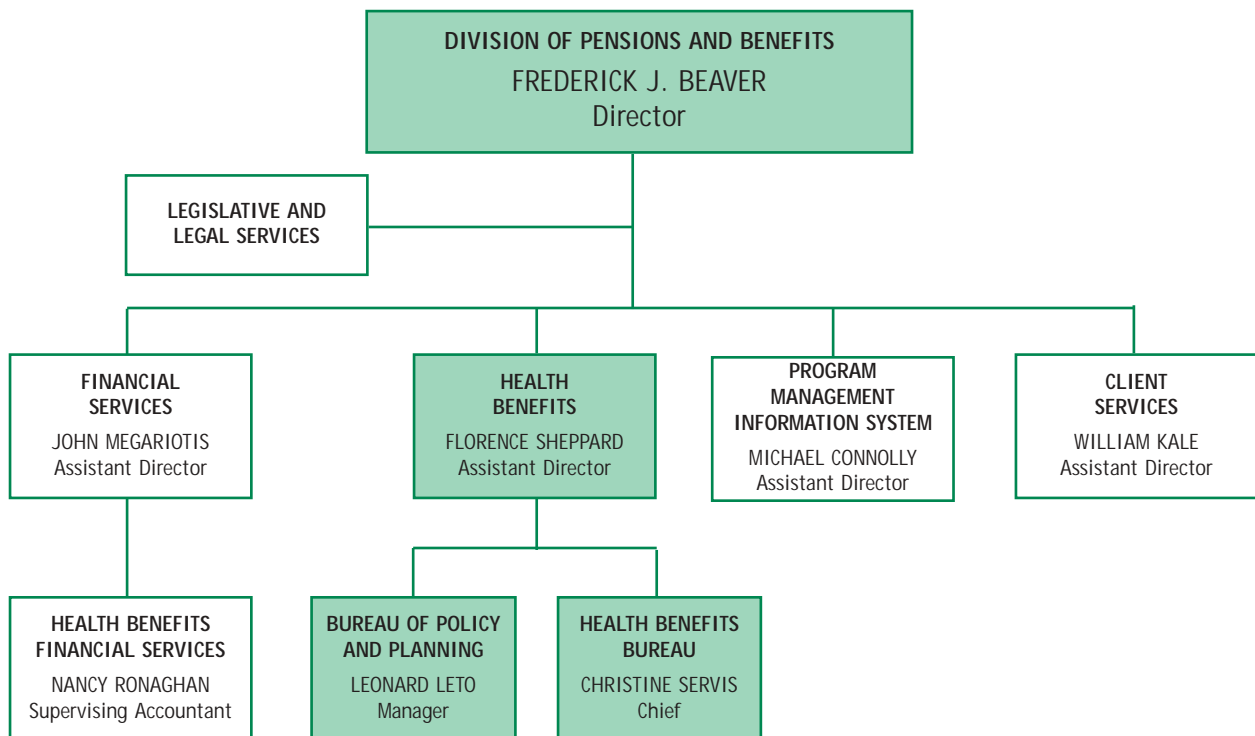 DIVISION OF PENSIONS AND BENEFITS
FREDERICK J. BEAVER
Director
LEGISLATIVE AND
LEGAL SERVICES
FINANCIAL
SERVICES
JOHN MEGARIOTIS
Assistant Director
HEALTH
BENEFITS
FLORENCE SHEPPARD
Assistant Director
PROGRAM
MANAGEMENT
INFORMATION SYSTEM
MICHAEL CONNOLLY
Assistant Director
CLIENT
SERVICES
WILLIAM KALE
Assistant Director
HEALTH BENEFITS
FINANCIAL SERVICES
NANCY RONAGHAN
Supervising Accountant
BUREAU OF POLICY
AND PLANNING
LEONARD LETO
Manager
HEALTH BENEFITS
BUREAU
CHRISTINE SERVIS
Chief